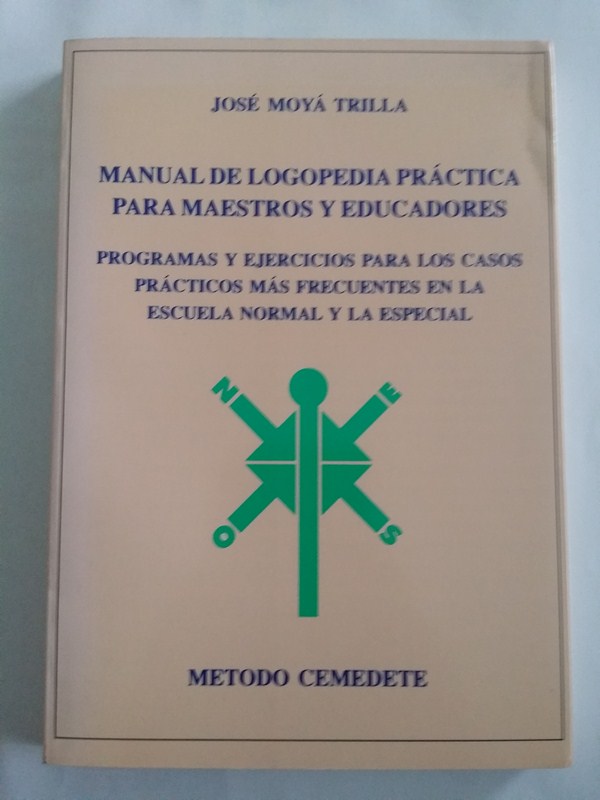 JOSÉ MOYÁ TRILLA
MANUAL DE LOGOPEDIA PRÁCTICA
PARA MAESTROS Y EDUCADORES
PROGRAMAS Y EJERCICIOS PARA LOS CASOS
PRÁCTICOS MÁS FRECUENTES EN LA
ESCUELA NORMAL Y LA ESPECIAL
N E
O S
METODO CEMEDETE